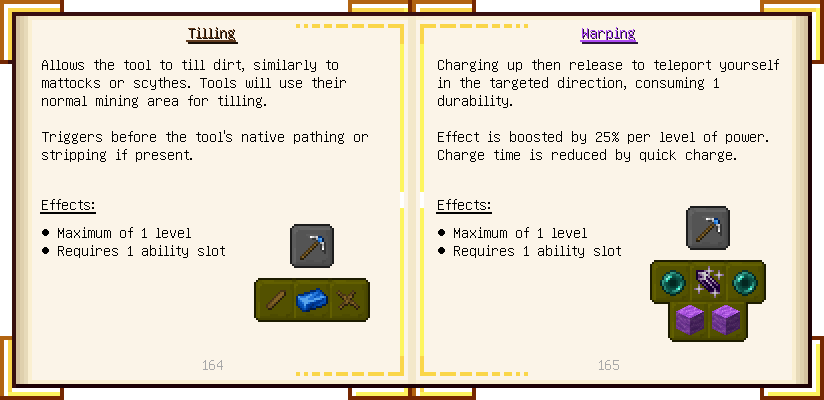 Tilling
Allows the tool to till dirt, similarly to
mattocks or scythes. Tools will use their
normal mining area for tilling.
Triggers before the tool's native pathing or
stripping if present.
Effects:
● Maximum of 1 level
● Requires 1 ability slot
164
Warping
Charging up then release to teleport yourself
in the targeted direction, consuming 1
durability.
Effect is boosted by 25% per level of power.
Charge time is reduced by quick charge.
Effects:
● Maximum of 1 level
● Requires 1 ability slot
165